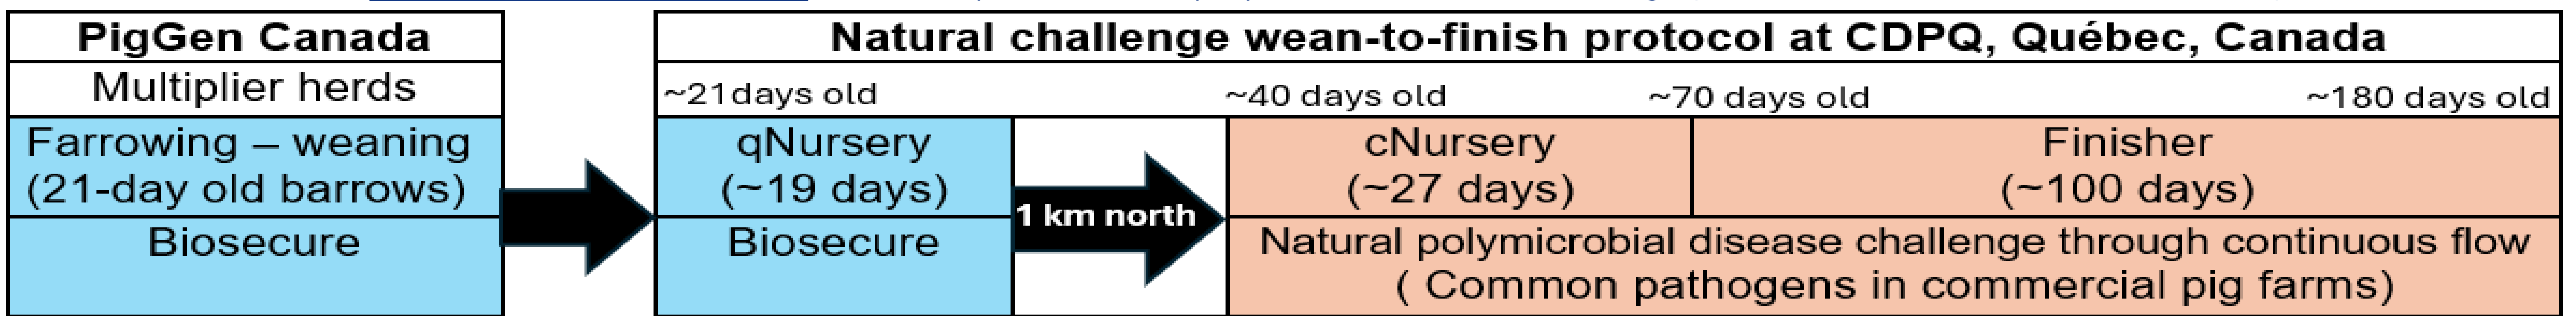 PigGen Canada
Multiplier herds
Farrowing – weaning
(21-day old barrows)
Biosecure
Natural challenge wean-to-finish protocol at CDPQ, Québec, Canada
~21days old
~40 days old
~70 days old
~180 days old
qNursery
(~19 days)
Biosecure
1 km north
cNursery
(~27 days)
Finisher
(~100 days)
Natural polymicrobial disease challenge through continuous flow
( Common pathogens in commercial pig farms)